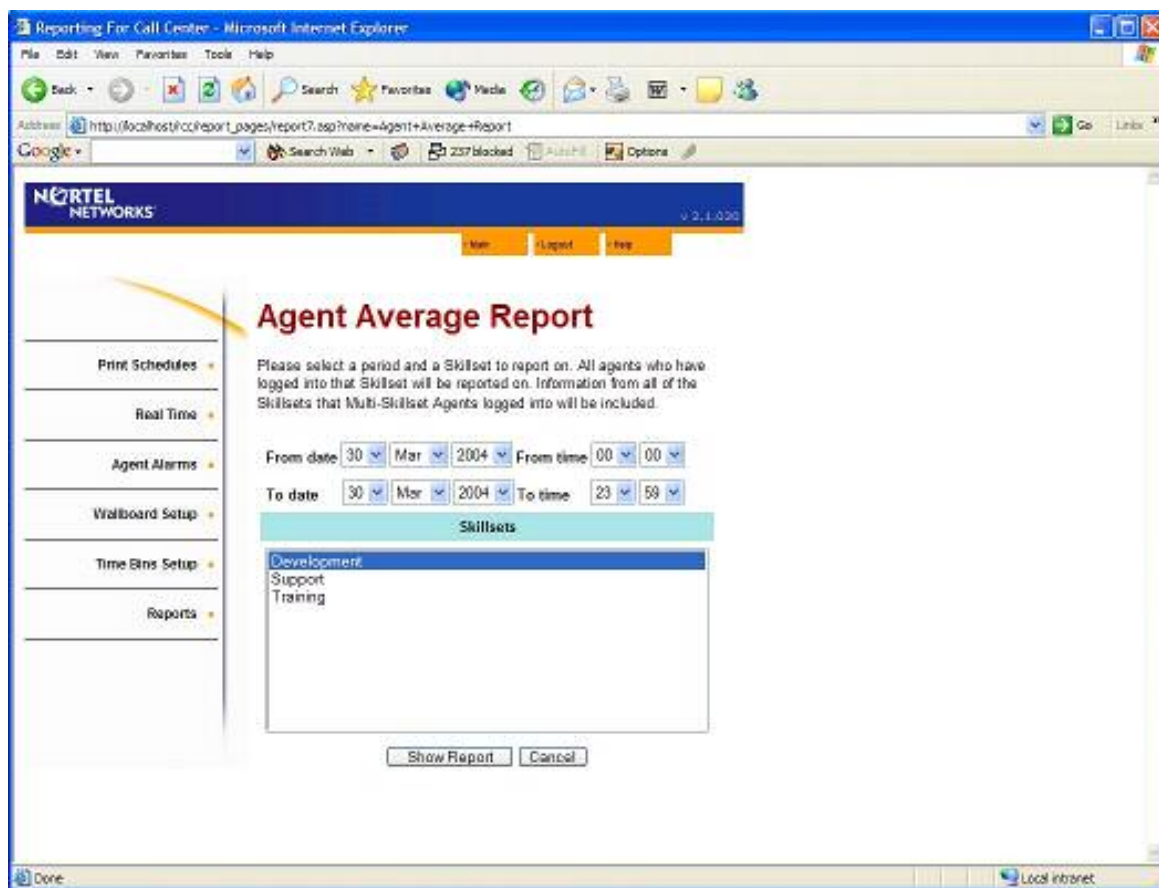 Reporting For Call Center - Microsoft Internet Explorer
File Edit View Favorites Tools Help
Back Search Favorites Media
Address http://localhost/rcc/report_pages/report7.asp?name=Agent+Average+Report Go Links
Google Search Web 237 blocked AutoFill Options
NORTEL
NETWORKS
v 2.1.020
Main Logout Help
Agent Average Report
Print Schedules
Real Time
Agent Alarms
Wallboard Setup
Time Bins Setup
Reports
Please select a period and a Skillset to report on. All agents who have
logged into that Skillset will be reported on. Information from all of the
Skillsets that Multi-Skillset Agents logged into will be included.
From date 30 Mar 2004 From time 00 00
To date 30 Mar 2004 To time 23 59
Skillsets
Development
Support
Training
Show Report Cancel
Done Local intranet